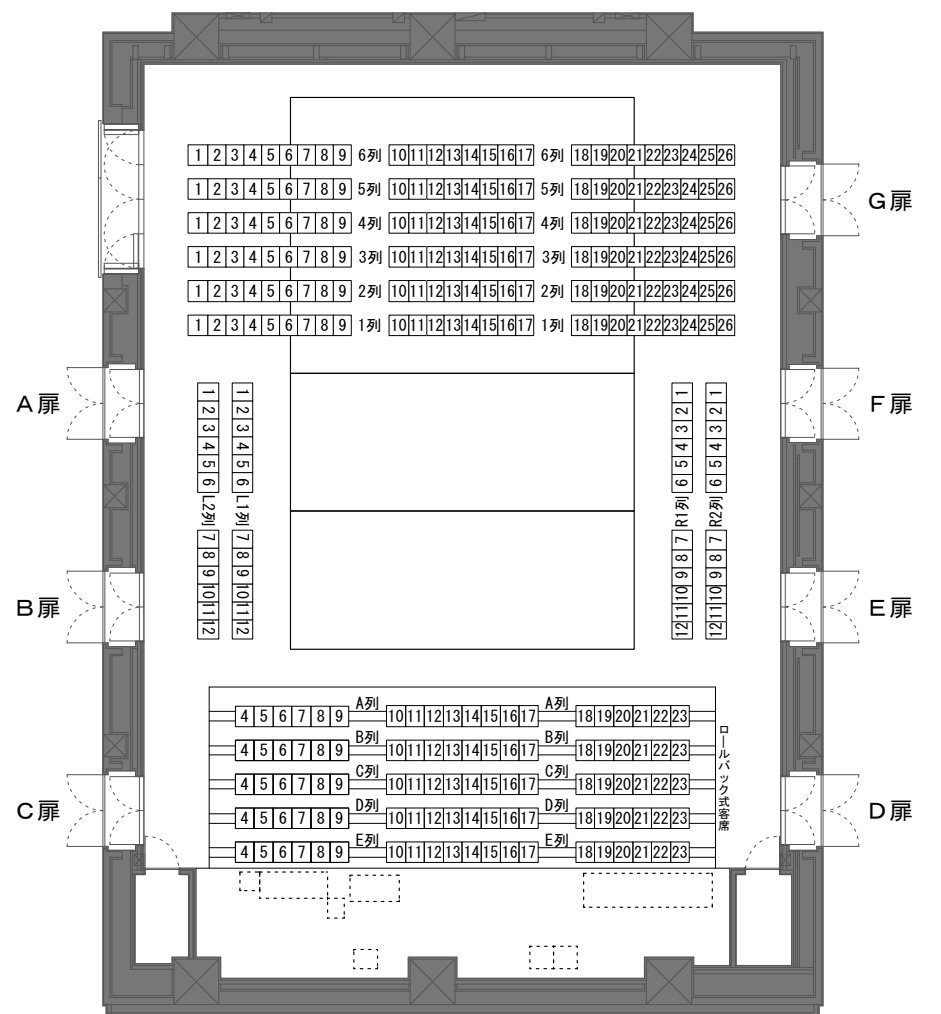 1 2 3 4 5 6 7 8 9 6列 10 11 12 13 14 15 16 17 6列 18 19 20 21 22 23 24 25 26
1 2 3 4 5 6 7 8 9 5列 10 11 12 13 14 15 16 17 5列 18 19 20 21 22 23 24 25 26
G扉
1 2 3 4 5 6 7 8 9 4列 10 11 12 13 14 15 16 17 4列 18 19 20 21 22 23 24 25 26
1 2 3 4 5 6 7 8 9 3列 10 11 12 13 14 15 16 17 3列 18 19 20 21 22 23 24 25 26
1 2 3 4 5 6 7 8 9 2列 10 11 12 13 14 15 16 17 2列 18 19 20 21 22 23 24 25 26
1 2 3 4 5 6 7 8 9 1列 10 11 12 13 14 15 16 17 1列 18 19 20 21 22 23 24 25 26
A扉
F扉
1 2 3 4 5 6 L2列 7 8 9 10 11 12
1 2 3 4 5 6 L1列 7 8 9 10 11 12
12 11 10 9 8 7 R1列 6 5 4 3 2 1
12 11 10 9 8 7 R2列 6 5 4 3 2 1
B扉
E扉
A列 A列
4 5 6 7 8 9 10 11 12 13 14 15 16 17 18 19 20 21 22 23
B列 B列
4 5 6 7 8 9 10 11 12 13 14 15 16 17 18 19 20 21 22 23
C列 C列
4 5 6 7 8 9 10 11 12 13 14 15 16 17 18 19 20 21 22 23
D列 D列
4 5 6 7 8 9 10 11 12 13 14 15 16 17 18 19 20 21 22 23
E列 E列
4 5 6 7 8 9 10 11 12 13 14 15 16 17 18 19 20 21 22 23
ロールバック式客席
C扉
D扉